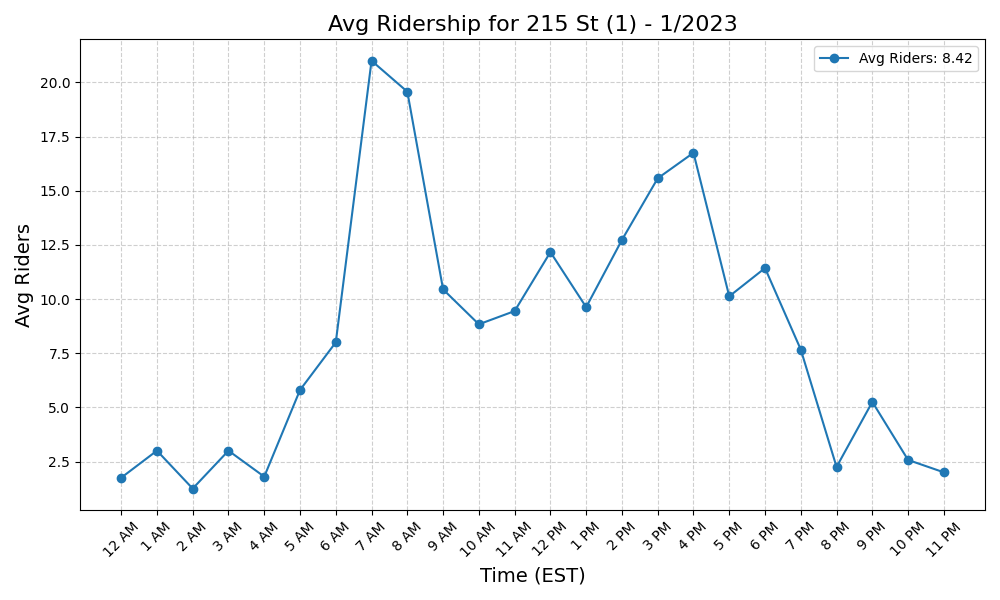 Avg Ridership for 215 St (1) - 1/2023
Avg Riders: 8.42
Avg Riders
20.0
17.5
15.0
12.5
10.0
7.5
5.0
2.5
12 AM
1 AM
2 AM
3 AM
4 AM
5 AM
6 AM
7 AM
8 AM
9 AM
10 AM
11 AM
12 PM
1 PM
2 PM
3 PM
4 PM
5 PM
6 PM
7 PM
8 PM
9 PM
10 PM
11 PM
Time (EST)